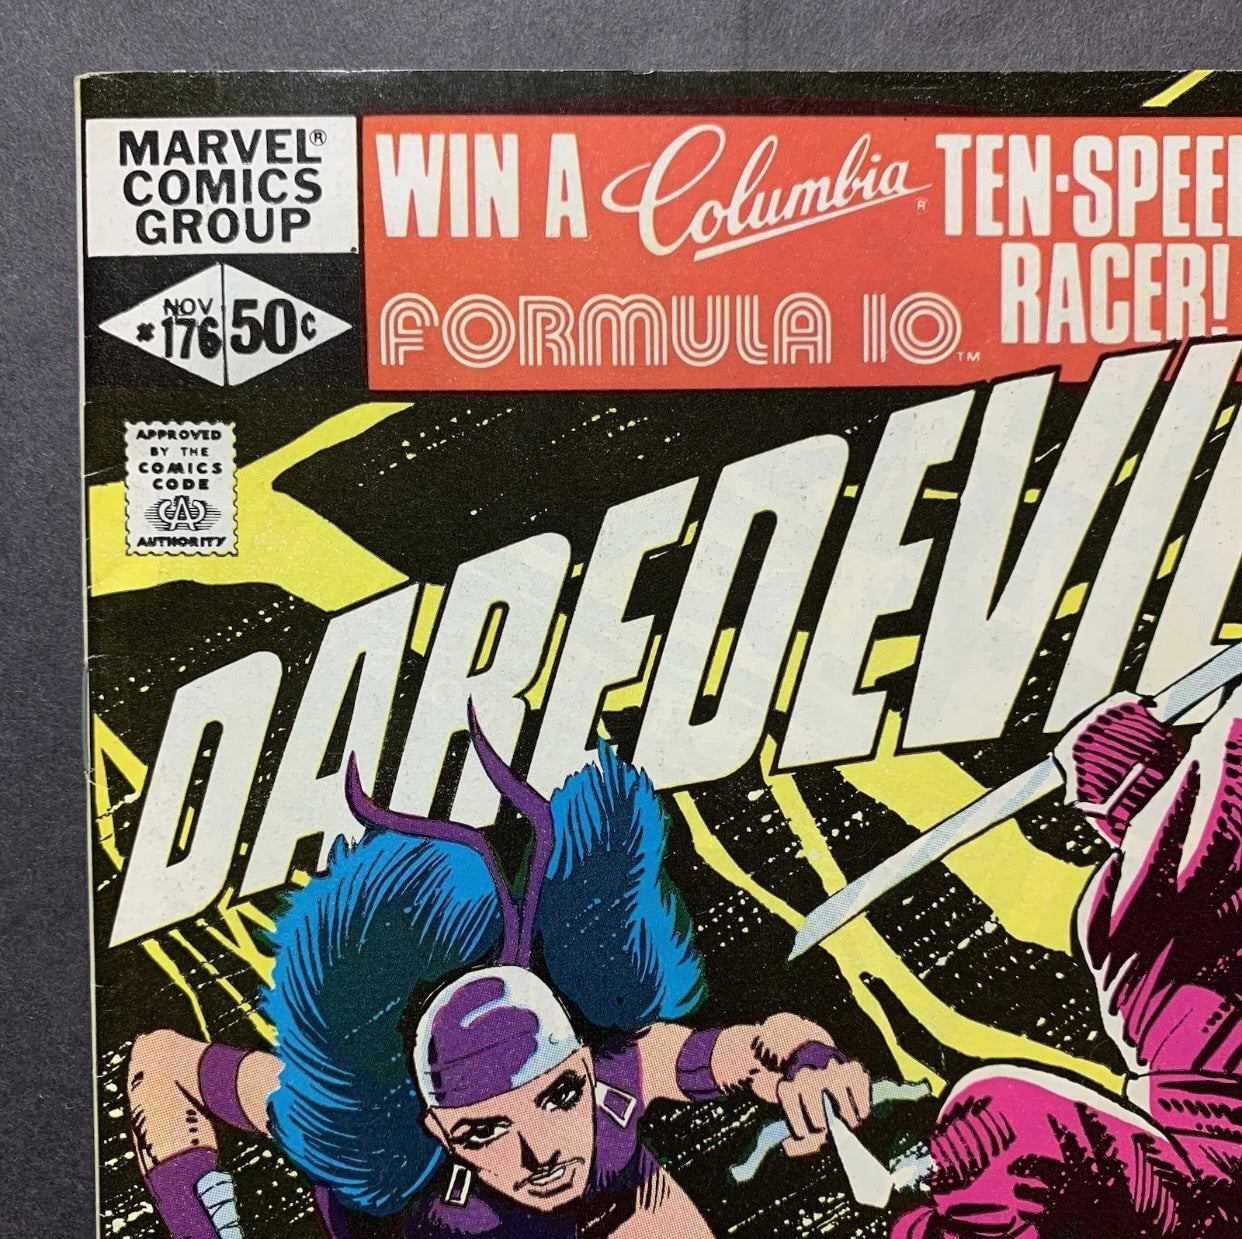 MARVEL®
COMICS
GROUP
WIN A Columbia® TEN·SPEE
RACER!
FORMULA 10™
NOV
#176 50¢
APPROVED
BY THE
COMICS
CODE
CA
AUTHORITY
DAREDEVIL